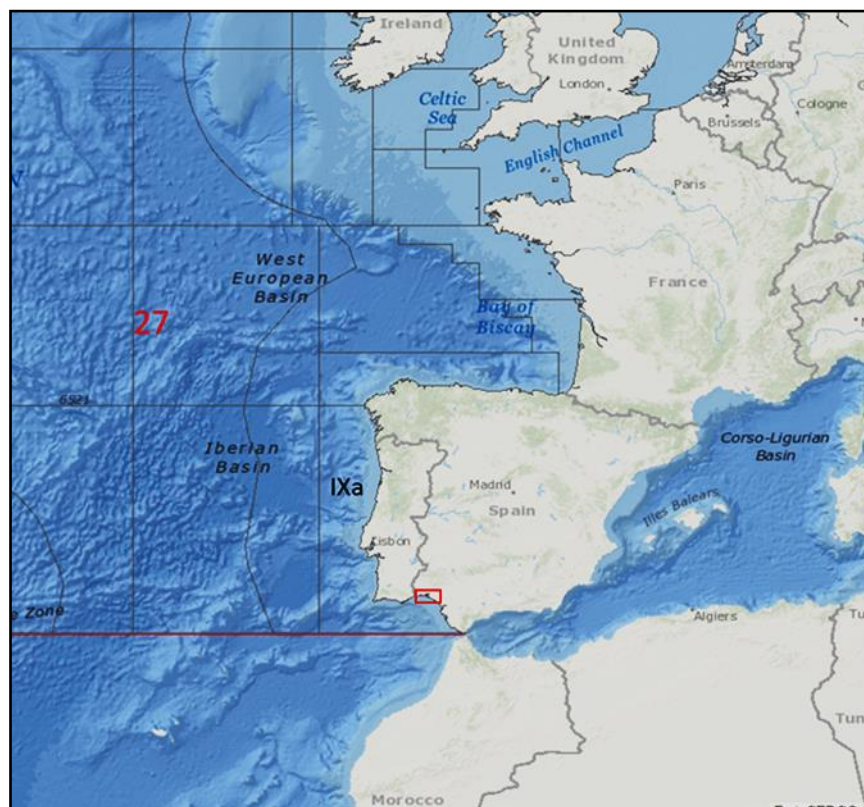 Ireland
United
Kingdom
Amsterdam
London
Celtic
Sea
Cologne
Brussels
English Channel
Paris
West
European
Basin
France
27
Bay of
Biscay
Iberian
Basin
Corso-Ligurian
Basin
IXa
Madrid
Spain
Illes Balears
Lisbon
Zone
Algiers
Morocco